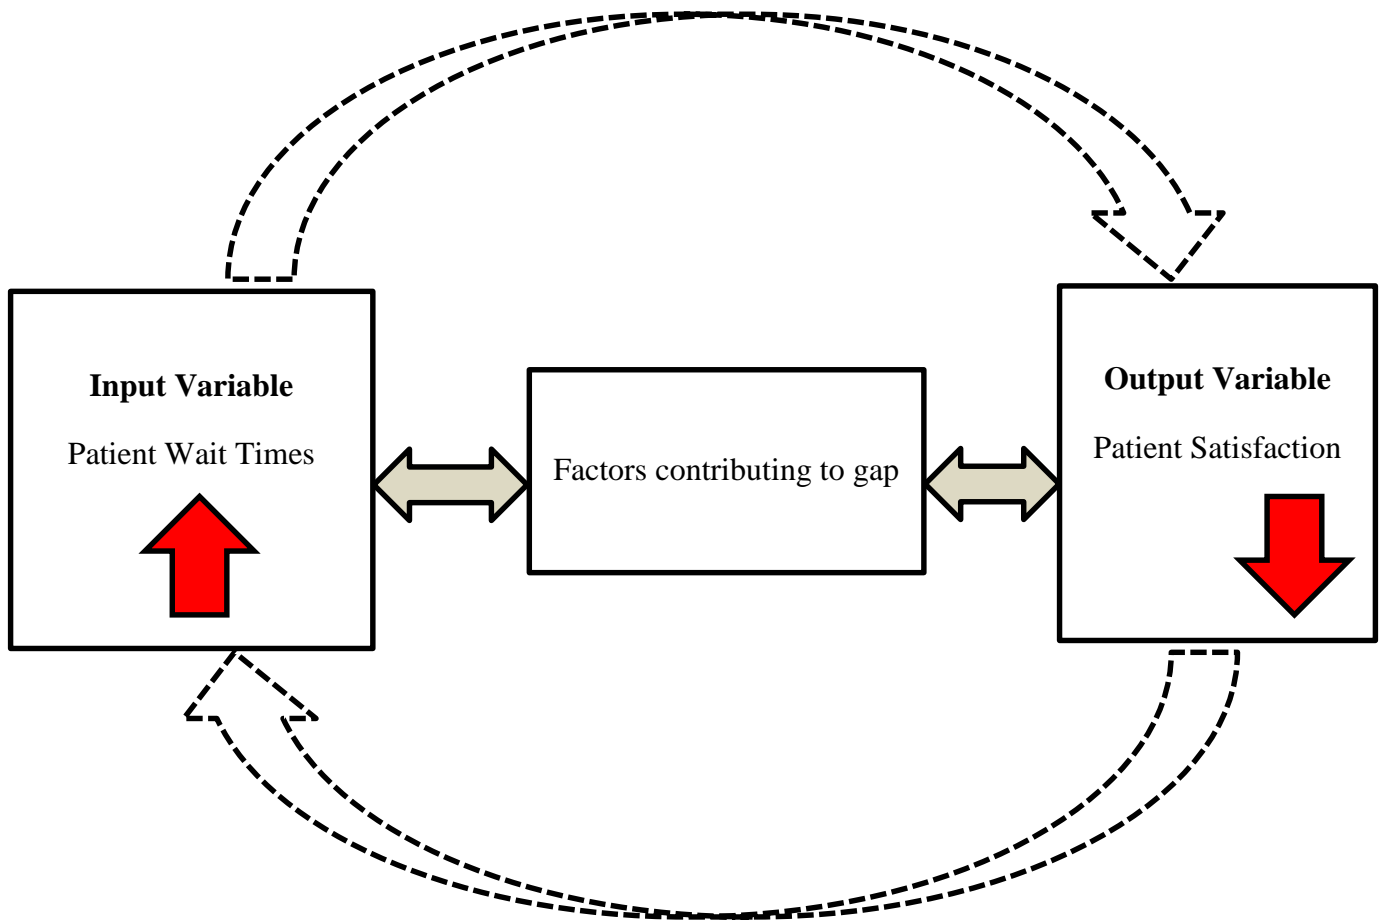 Input Variable
Patient Wait Times
Factors contributing to gap
Output Variable
Patient Satisfaction